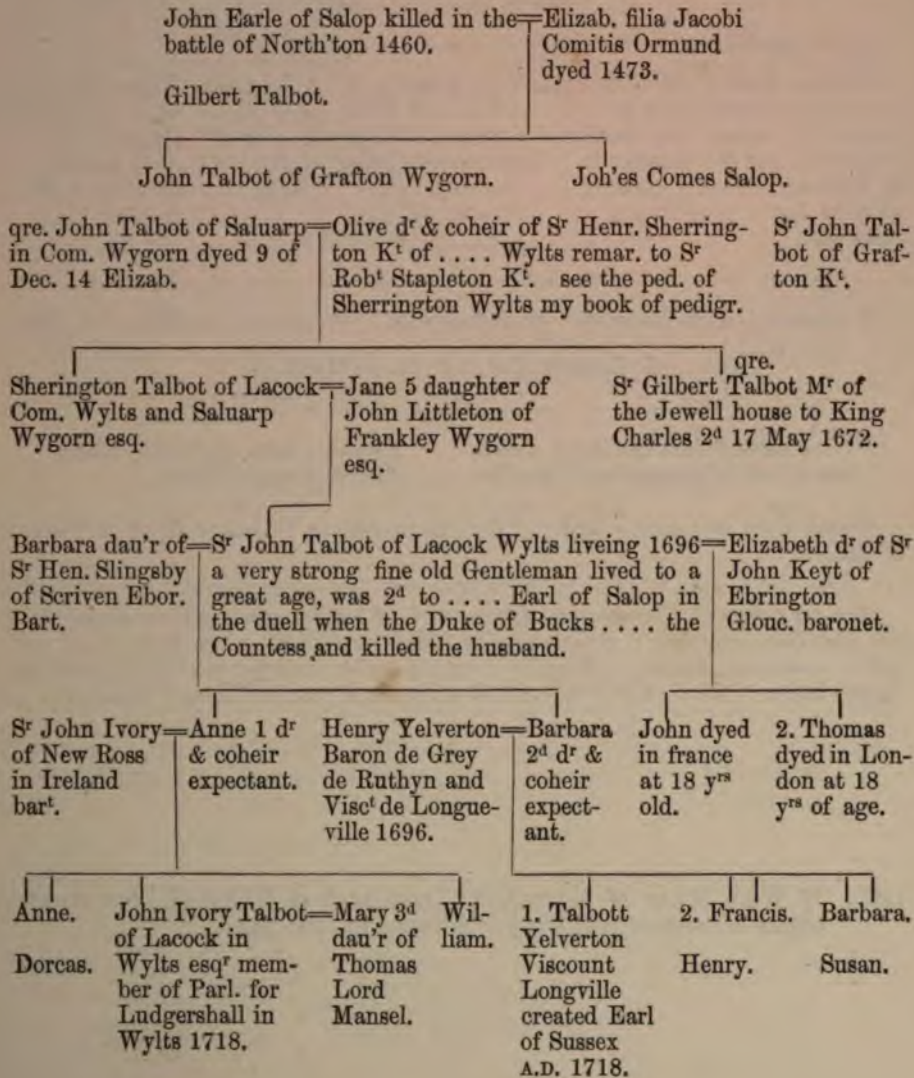 John Earle of Salop killed in the=Elizab. filia Jacobi
battle of North'ton 1460. Comitis Ormund
dyed 1473.
Gilbert Talbot.
John Talbot of Grafton Wygorn. Joh'es Comes Salop.
qre. John Talbot of Saluarp=Olive dʳ & coheir of Sʳ Henr. Sherring- Sʳ John Tal-
in Com. Wygorn dyed 9 of ton Kᵗ of .... Wylts remar. to Sʳ bot of Graf-
Dec. 14 Elizab. Robᵗ Stapleton Kᵗ. see the ped. of ton Kᵗ.
Sherrington Wylts my book of pedigr.
qre.
Sherington Talbot of Lacock=Jane 5 daughter of Sʳ Gilbert Talbot Mʳ of
Com. Wylts and Saluarp John Littleton of the Jewell house to King
Wygorn esq. Frankley Wygorn Charles 2ᵈ 17 May 1672.
esq.
Barbara dau'r of=Sʳ John Talbot of Lacock Wylts liveing 1696=Elizabeth dʳ of Sʳ
Sʳ Hen. Slingsby a very strong fine old Gentleman lived to a John Keyt of
of Scriven Ebor. great age, was 2ᵈ to .... Earl of Salop in Ebrington
Bart. the duell when the Duke of Bucks .... the Glouc. baronet.
Countess and killed the husband.
Sʳ John Ivory=Anne 1 dʳ Henry Yelverton=Barbara John dyed 2. Thomas
of New Ross & coheir Baron de Grey 2ᵈ dʳ & in france dyed in Lon-
in Ireland expectant. de Ruthyn and coheir at 18 yʳˢ don at 18
barᵗ. Viscᵗ de Longue- expect- old. yʳˢ of age.
ville 1696. ant.
Anne. John Ivory Talbot=Mary 3ᵈ Wil- 1. Talbott 2. Francis. Barbara.
of Lacock in dau'r of liam. Yelverton
Dorcas. Wylts esqʳ mem- Thomas Viscount Henry. Susan.
ber of Parl. for Lord Longville
Ludgershall in Mansel. created Earl
Wylts 1718. of Sussex
A.D. 1718.